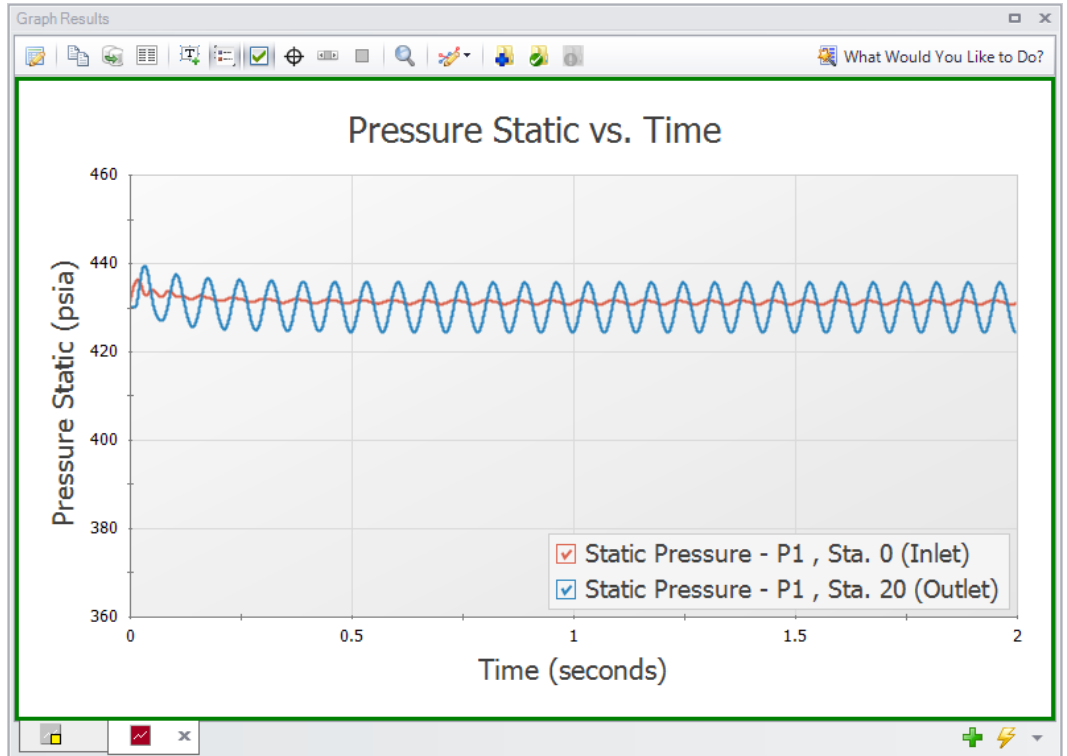 Graph Results
What Would You Like to Do?
Pressure Static vs. Time
Pressure Static (psia)
460
440
420
400
380
360
0
0.5
1
1.5
2
Static Pressure - P1 , Sta. 0 (Inlet)
Static Pressure - P1 , Sta. 20 (Outlet)
Time (seconds)